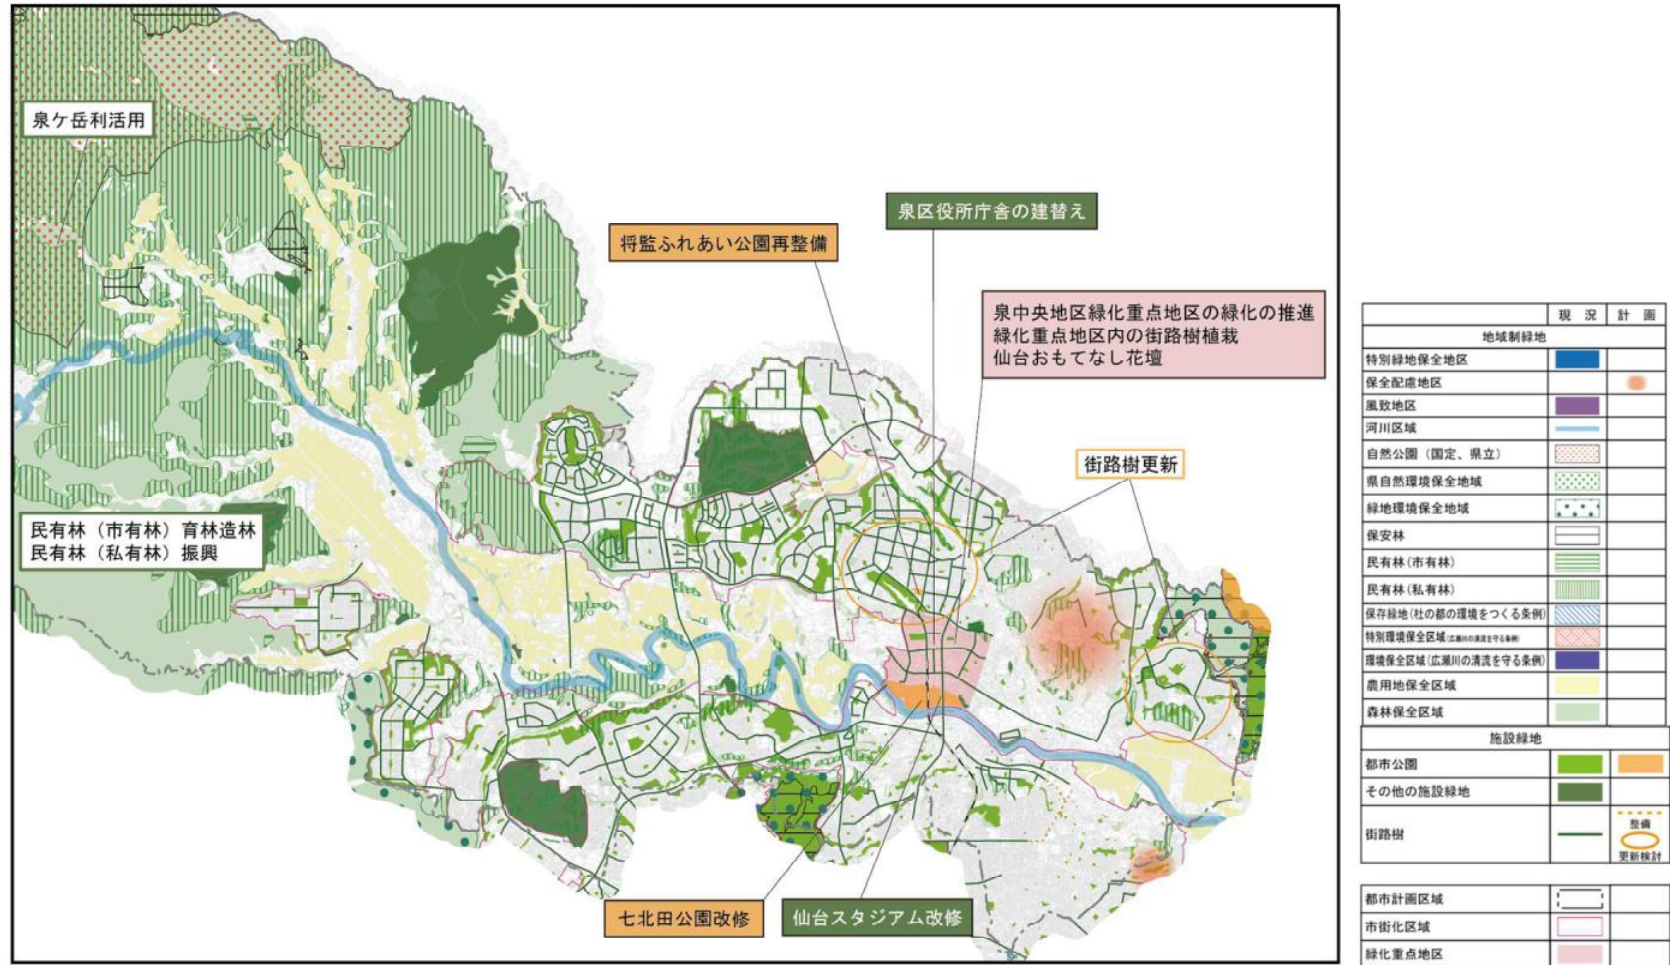 泉ケ岳利活用
泉区役所庁舎の建替え
将監ふれあい公園再整備
泉中央地区緑化重点地区の緑化の推進
緑化重点地区内の街路樹植栽
仙台おもてなし花壇
街路樹更新
民有林（市有林）育林造林
民有林（私有林）振興
七北田公園改修
仙台スタジアム改修
現 況 計 画
地域制緑地
特別緑地保全地区
保全配慮地区
風致地区
河川区域
自然公園（国定、県立）
県自然環境保全地域
緑地環境保全地域
保安林
民有林(市有林)
民有林(私有林)
保存緑地(杜の都の環境をつくる条例)
特別環境保全区域(広瀬川の清流を守る条例)
環境保全区域(広瀬川の清流を守る条例)
農用地保全区域
森林保全区域
施設緑地
都市公園
その他の施設緑地
街路樹
整備
更新検討
都市計画区域
市街化区域
緑化重点地区